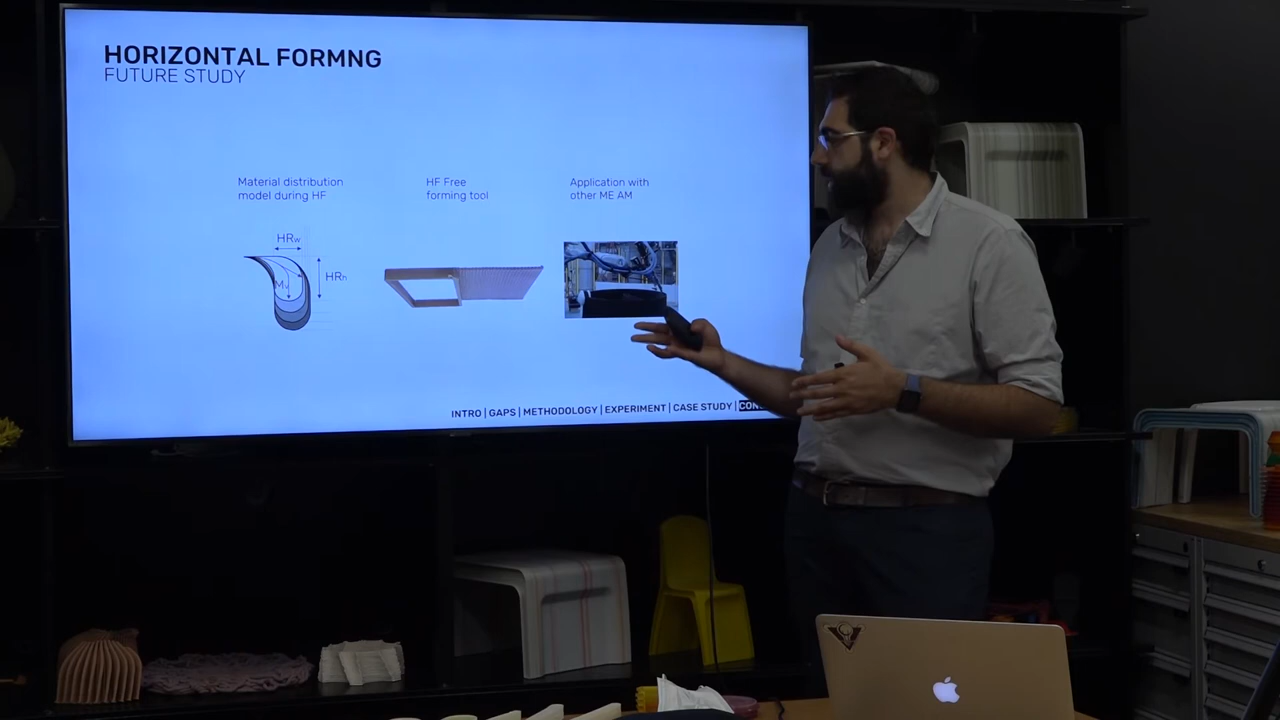 HORIZONTAL FORMNG
FUTURE STUDY
Material distribution
model during HF
HF Free
forming tool
Application with
other ME AM
HRw
HRh
INTRO | GAPS | METHODOLOGY | EXPERIMENT | CASE STUDY |